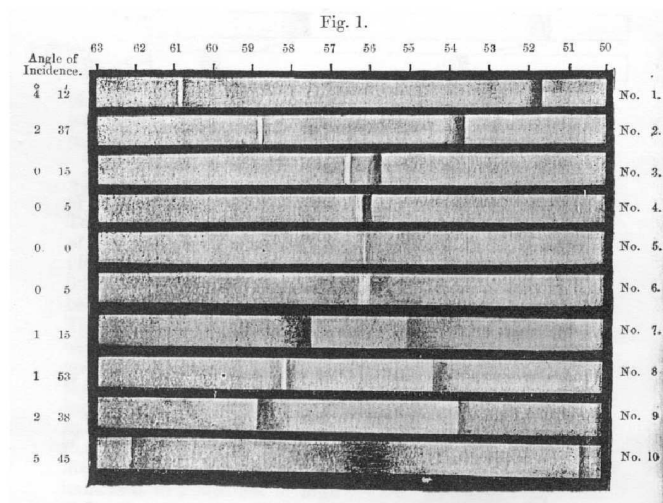 Fig. 1.
63 62 61 60 59 58 57 56 55 54 53 52 51 50
Angle of
Incidence.
° ′
4 12 No. 1.
2 37 No. 2.
0 15 No. 3.
0 5 No. 4.
0. 0 No. 5.
0 5 No. 6.
1 15 No. 7.
1 53 No. 8
2 38 No. 9
5 45 No. 10